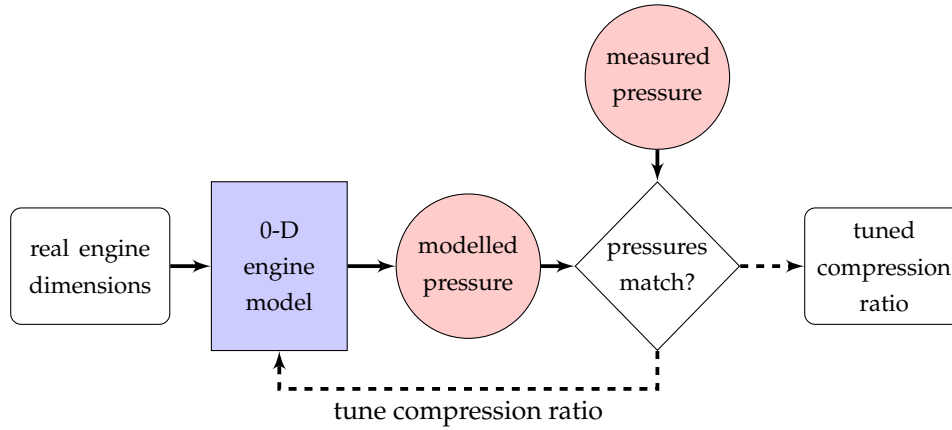 measured
pressure
real engine
dimensions
0-D
engine
model
modelled
pressure
pressures
match?
tuned
compression
ratio
tune compression ratio